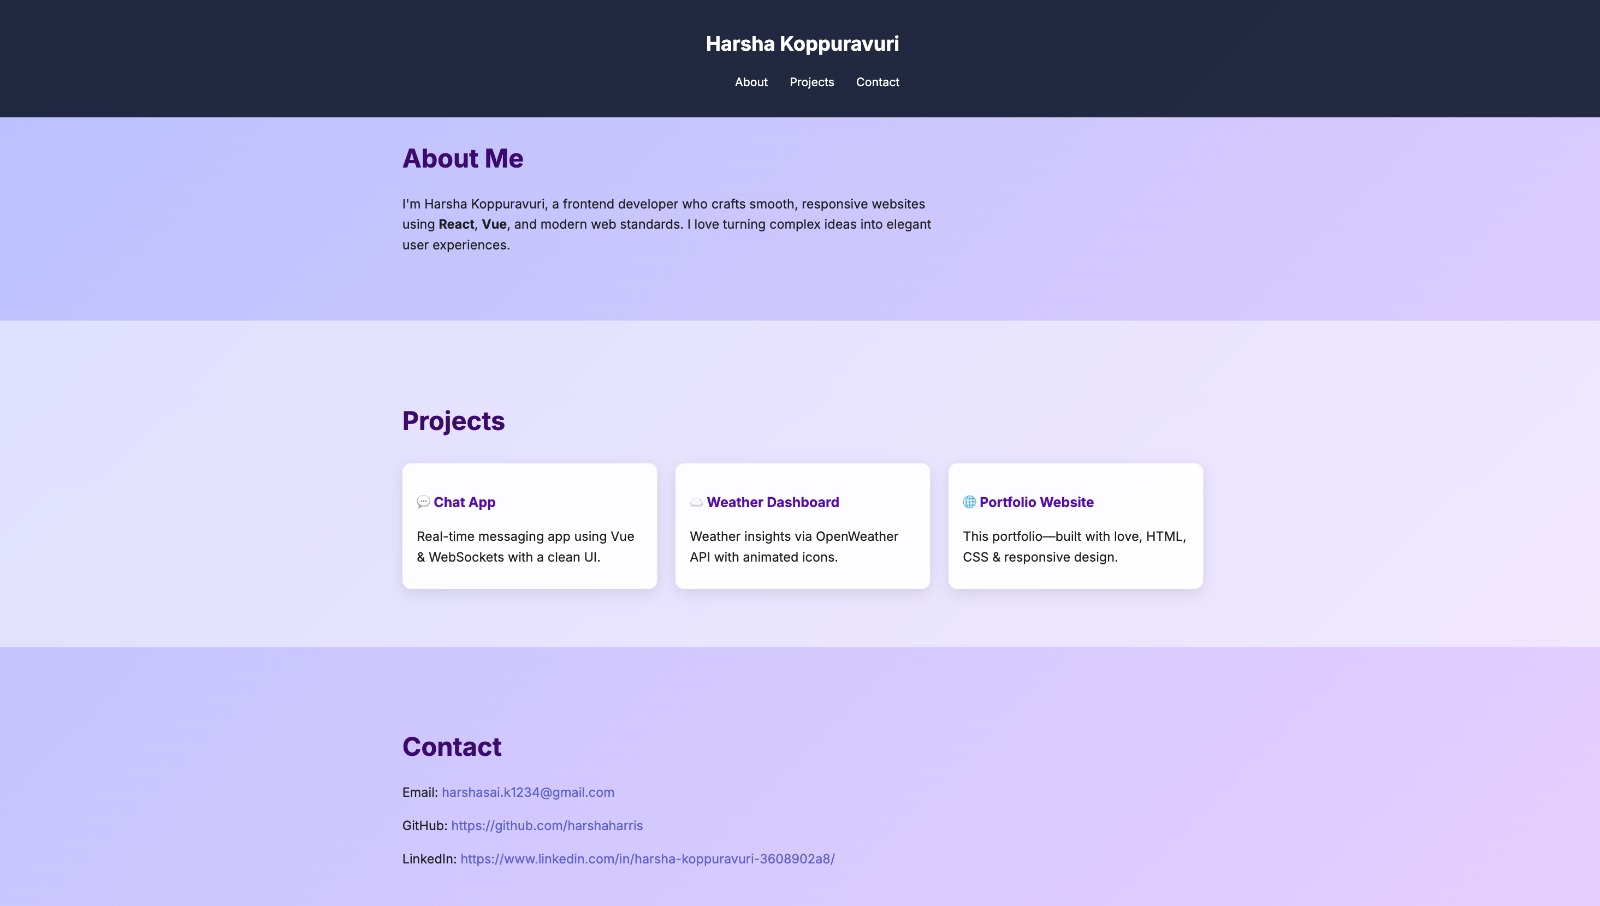 Harsha Koppuravuri
About Projects Contact
About Me
I'm Harsha Koppuravuri, a frontend developer who crafts smooth, responsive websites
using React, Vue, and modern web standards. I love turning complex ideas into elegant
user experiences.
Projects
💬 Chat App
Real-time messaging app using Vue
& WebSockets with a clean UI.
☁️ Weather Dashboard
Weather insights via OpenWeather
API with animated icons.
🌐 Portfolio Website
This portfolio—built with love, HTML,
CSS & responsive design.
Contact
Email: harshasai.k1234@gmail.com
GitHub: https://github.com/harshaharris
LinkedIn: https://www.linkedin.com/in/harsha-koppuravuri-3608902a8/